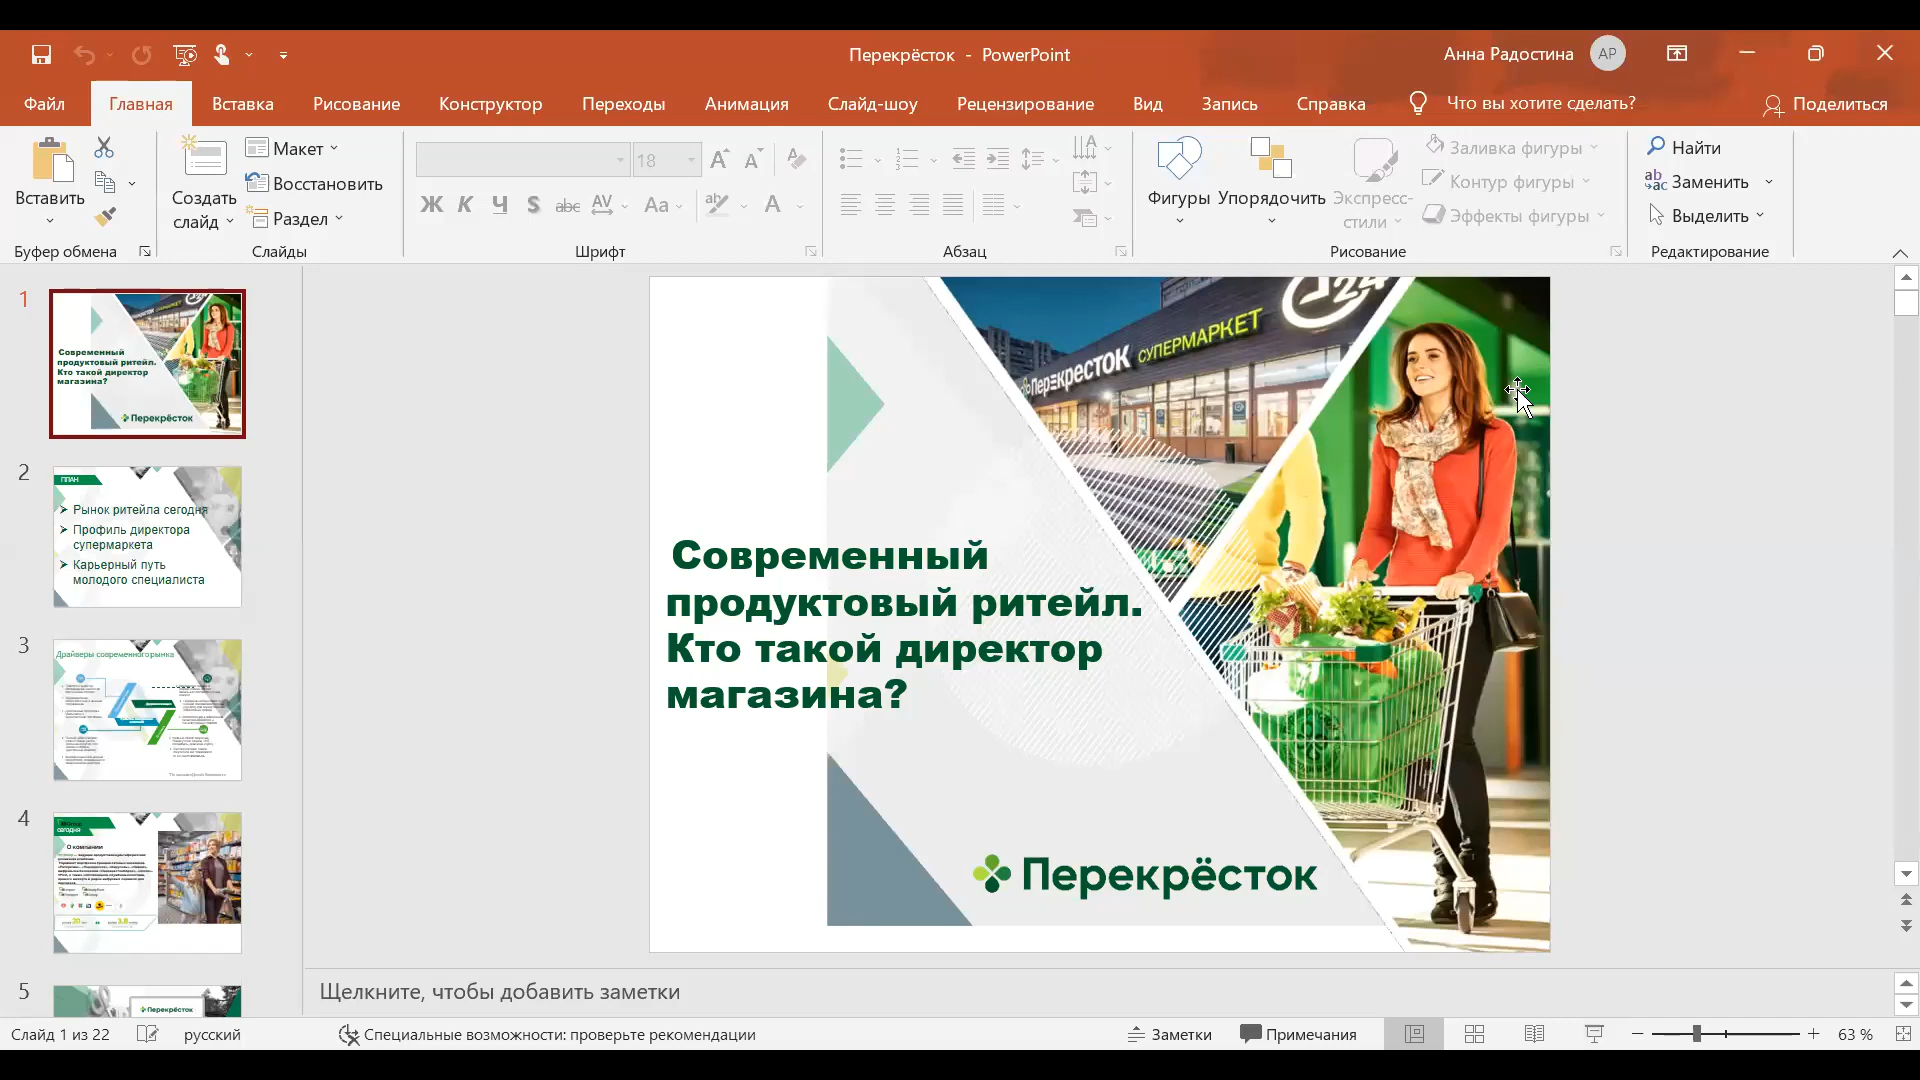 Перекрёсток - PowerPoint
Анна Радостина
АР
Файл
Главная
Вставка
Рисование
Конструктор
Переходы
Анимация
Слайд-шоу
Рецензирование
Вид
Запись
Справка
Что вы хотите сделать?
Поделиться
Вставить
Буфер обмена
Создать
слайд
Макет
Восстановить
Раздел
Слайды
18
Ж К Ч S abc AV Aa
Шрифт
Абзац
Фигуры
Упорядочить
Экспресс-
стили
Заливка фигуры
Контур фигуры
Эффекты фигуры
Рисование
Найти
Заменить
Выделить
Редактирование
1
Современный
продуктовый ритейл.
Кто такой директор
магазина?
Перекрёсток
2
ПЛАН
Рынок ритейла сегодня
Профиль директора
супермаркета
Карьерный путь
молодого специалиста
3
Драйверы современного рынка
4
сегодня
О компании
5
Перекрёсток
Перекресток СУПЕРМАРКЕТ
24
Современный
продуктовый ритейл.
Кто такой директор
магазина?
Перекрёсток
Щелкните, чтобы добавить заметки
Слайд 1 из 22
русский
Специальные возможности: проверьте рекомендации
Заметки
Примечания
63 %